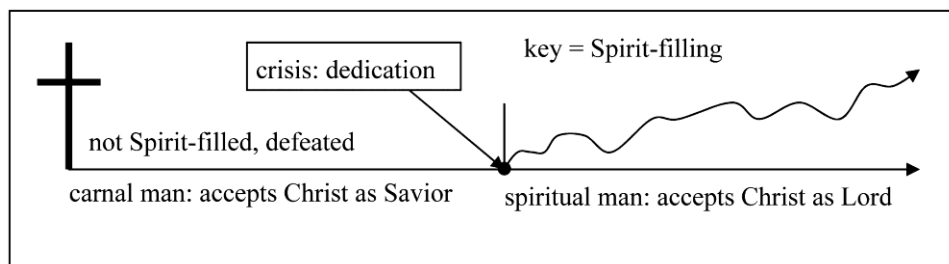 key = Spirit-filling
crisis: dedication
not Spirit-filled, defeated
carnal man: accepts Christ as Savior
spiritual man: accepts Christ as Lord